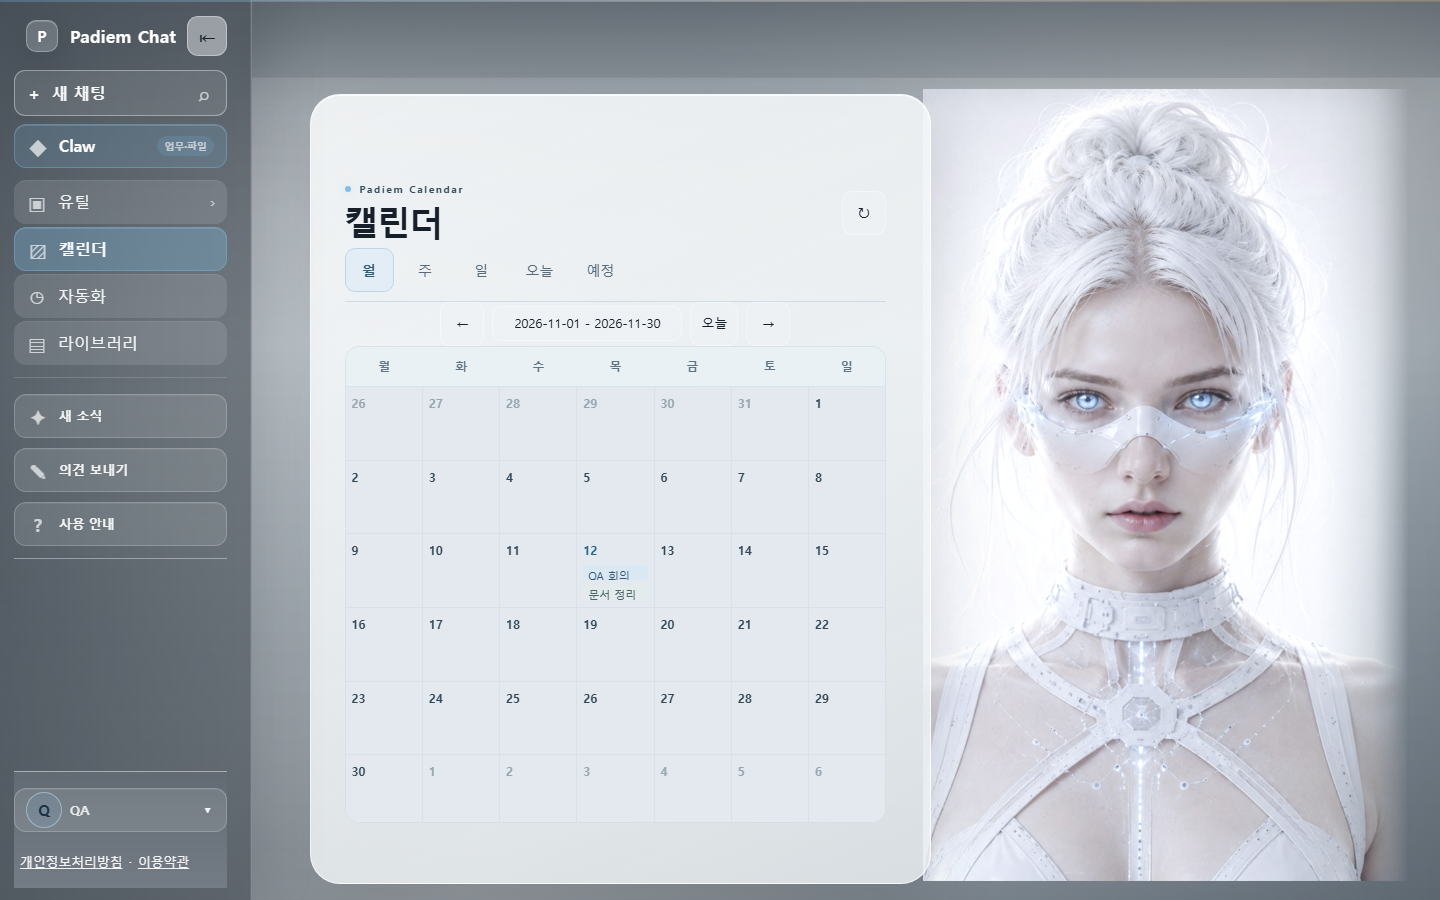 P Padiem Chat ⇤
+ 새 채팅 ⌕
◆ Claw 업무·파일
▣ 유틸 ›
▨ 캘린더
◷ 자동화
▤ 라이브러리
✦ 새 소식
✎ 의견 보내기
? 사용 안내
Q QA ▾
개인정보처리방침 · 이용약관
Padiem Calendar
캘린더 ↻
월 주 일 오늘 예정
← 2026-11-01 - 2026-11-30 오늘 →
월 화 수 목 금 토 일
26 27 28 29 30 31 1
2 3 4 5 6 7 8
9 10 11 12 13 14 15
QA 회의
문서 정리
16 17 18 19 20 21 22
23 24 25 26 27 28 29
30 1 2 3 4 5 6